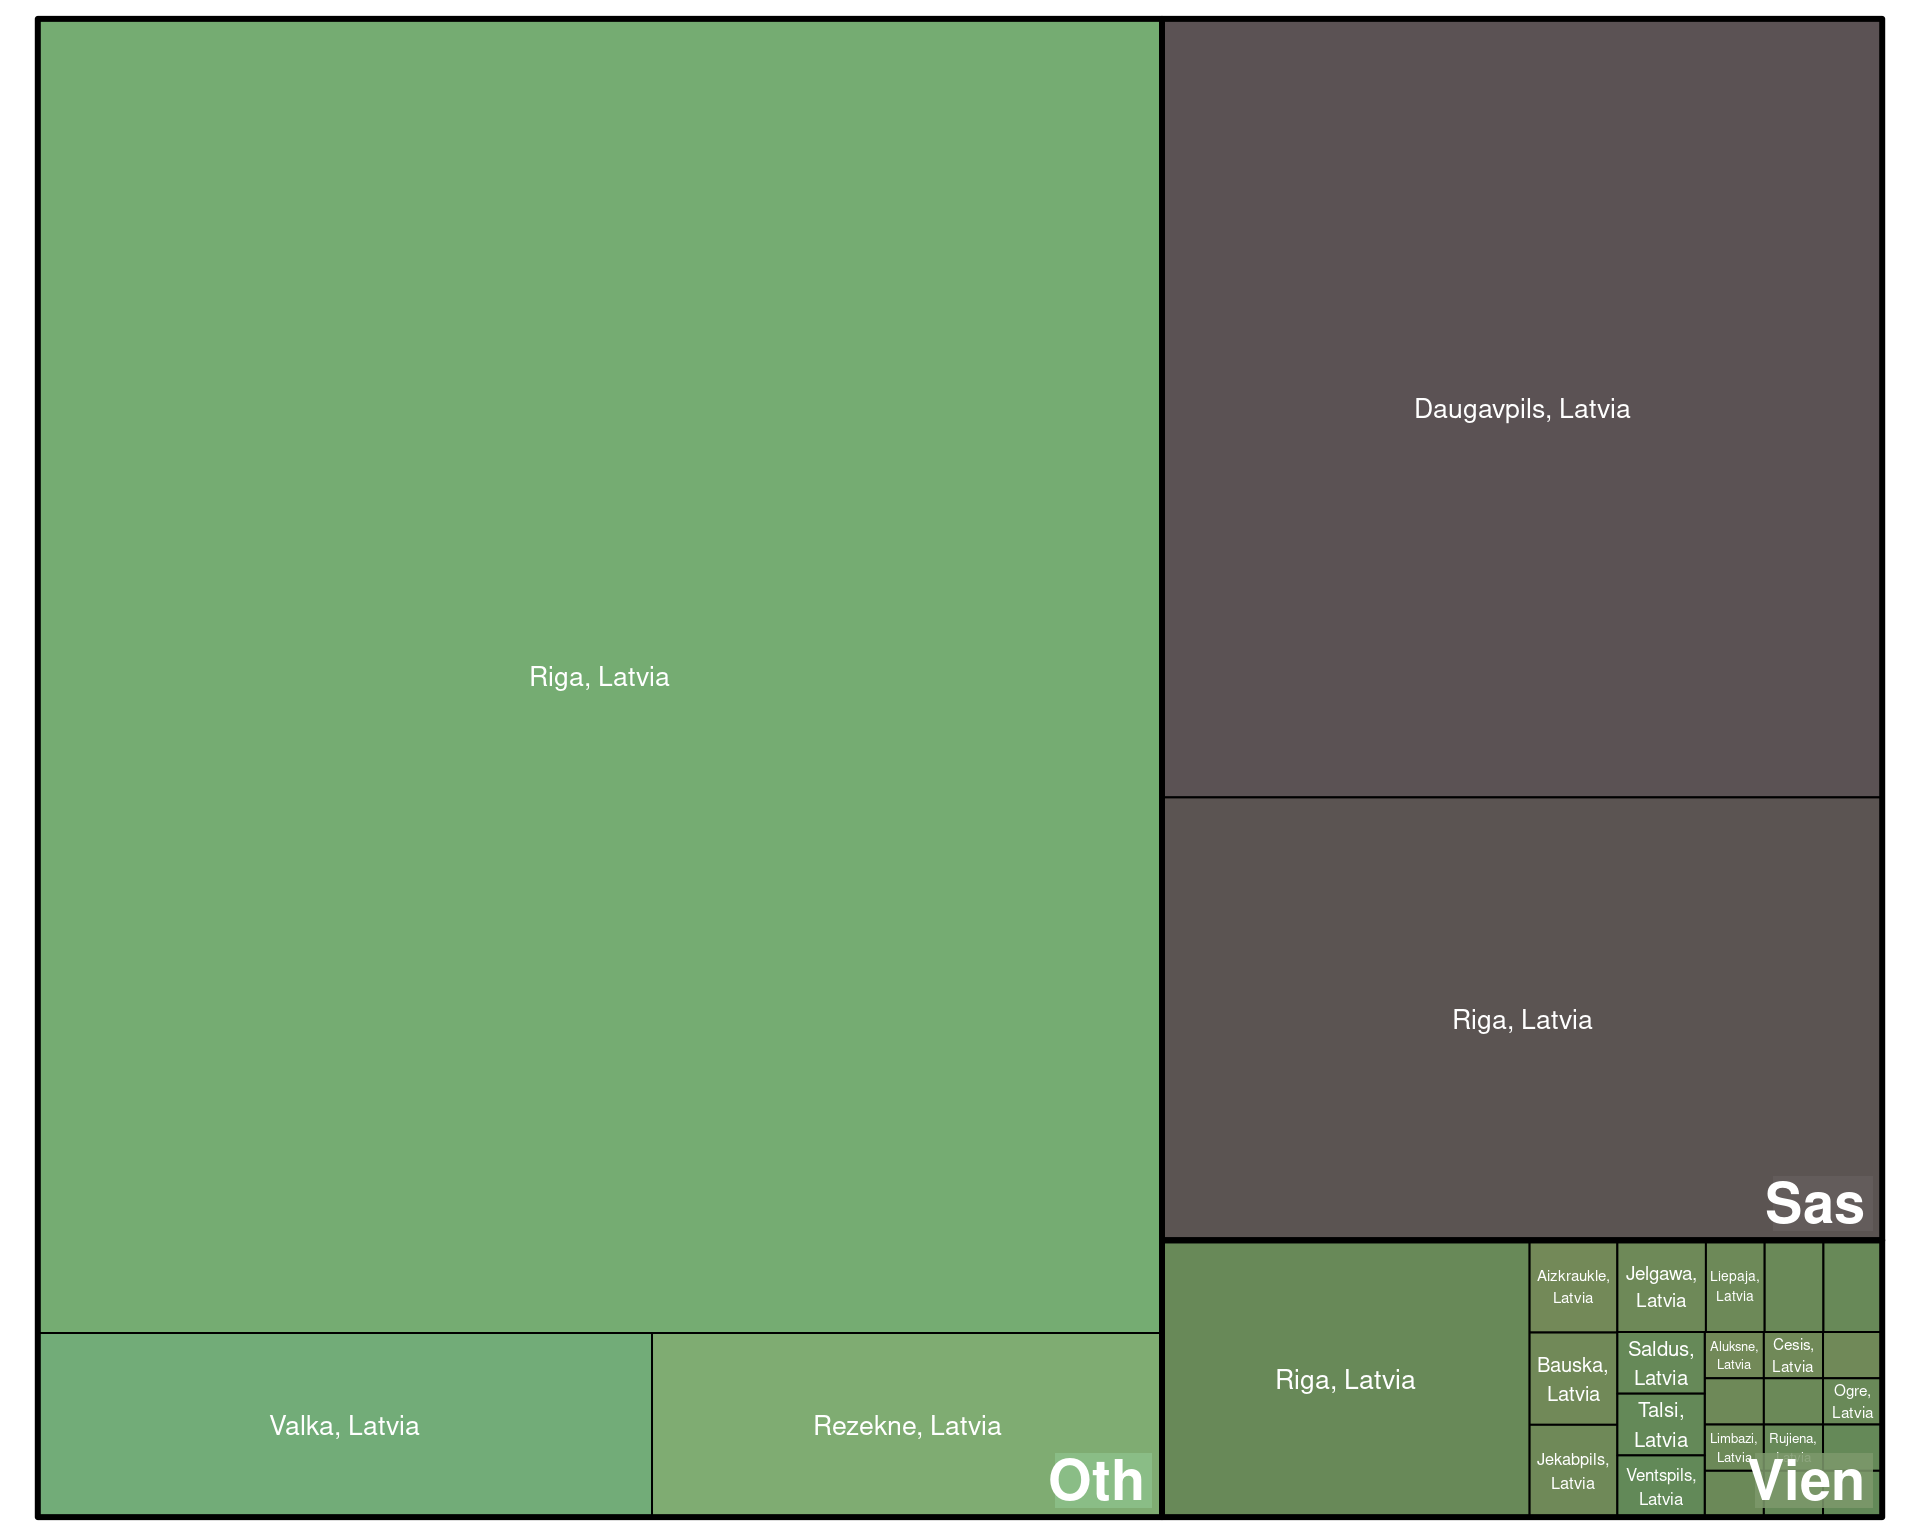 Riga, Latvia
Valka, Latvia
Rezekne, Latvia
Oth
Daugavpils, Latvia
Riga, Latvia
Sas
Riga, Latvia
Aizkraukle,
Latvia
Bauska,
Latvia
Jekabpils,
Latvia
Jelgawa,
Latvia
Saldus,
Latvia
Talsi,
Latvia
Ventspils,
Latvia
Liepaja,
Latvia
Aluksne,
Latvia
Cesis,
Latvia
Ogre,
Latvia
Limbazi,
Latvia
Rujiena,
Vien